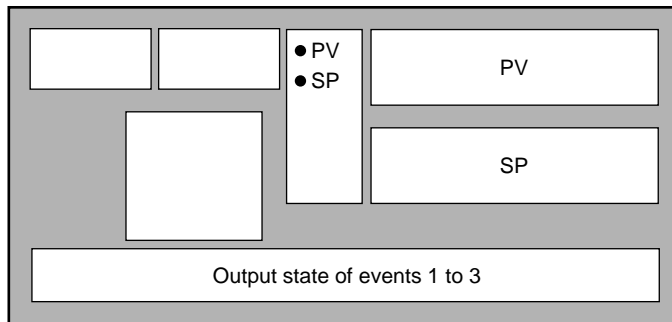 ● PV
● SP
PV
SP
Output state of events 1 to 3